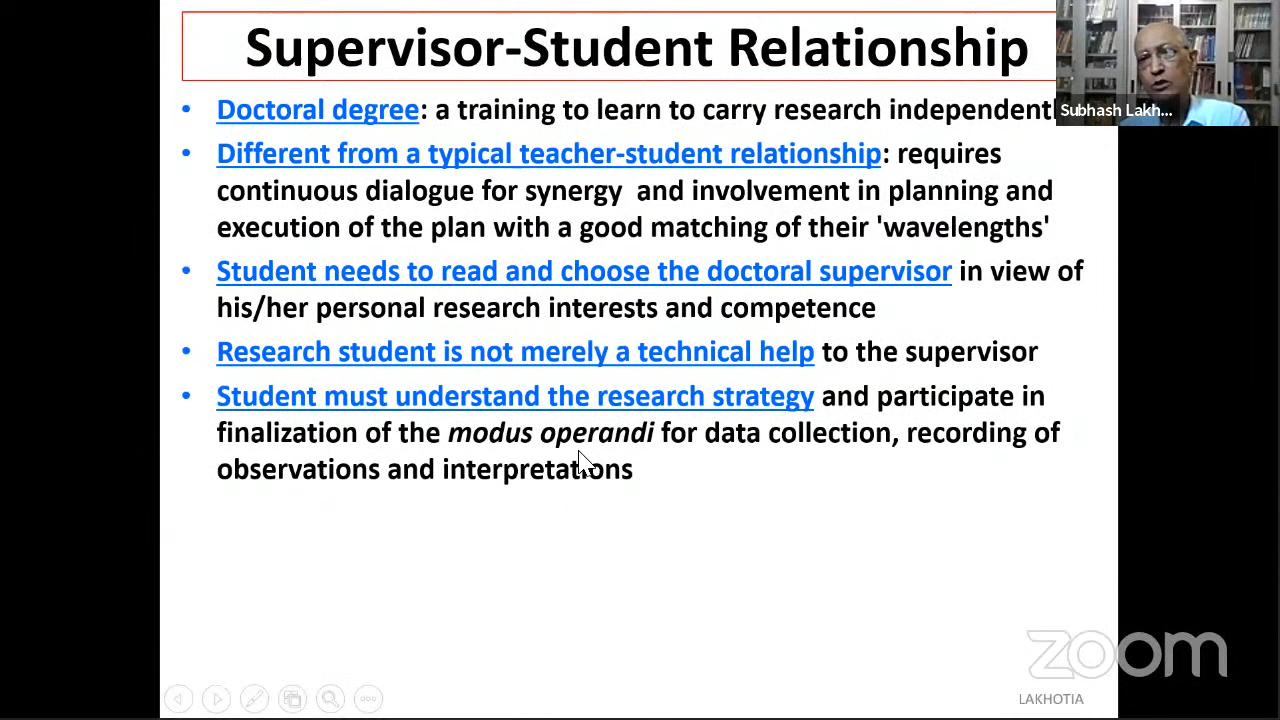 Supervisor-Student Relationship
Subhash Lakh...
• Doctoral degree: a training to learn to carry research independent
• Different from a typical teacher-student relationship: requires
continuous dialogue for synergy and involvement in planning and
execution of the plan with a good matching of their 'wavelengths'
• Student needs to read and choose the doctoral supervisor in view of
his/her personal research interests and competence
• Research student is not merely a technical help to the supervisor
• Student must understand the research strategy and participate in
finalization of the modus operandi for data collection, recording of
observations and interpretations
zoom
LAKHOTIA